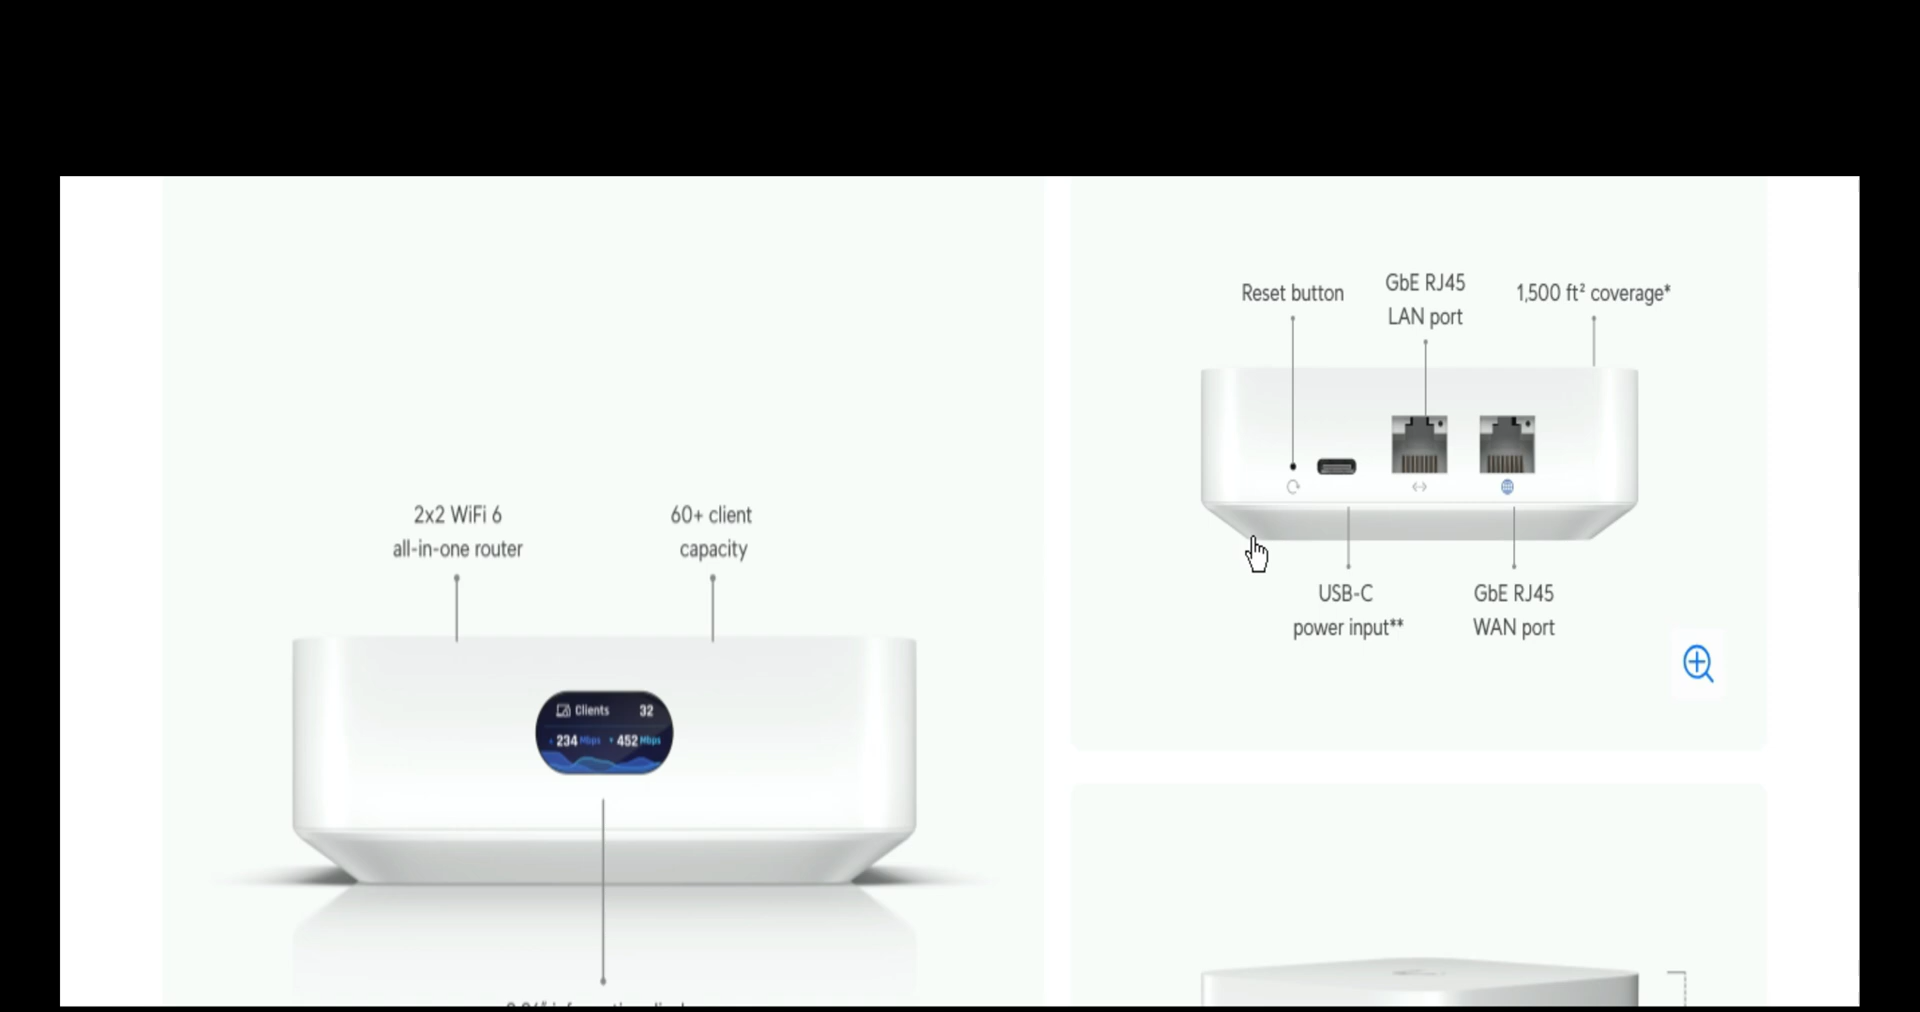 2x2 WiFi 6
all-in-one router
60+ client
capacity
Clients 32
234 Mbps 452 Mbps
Reset button
GbE RJ45
LAN port
1,500 ft² coverage*
USB-C
power input**
GbE RJ45
WAN port